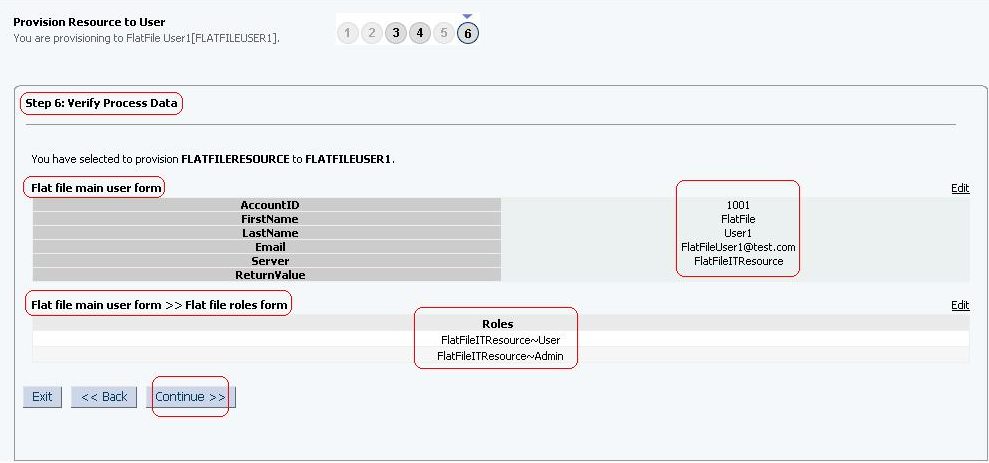 Provision Resource to User
You are provisioning to FlatFile User1[FLATFILEUSER1].
1 2 3 4 5 6
Step 6: Verify Process Data
You have selected to provision FLATFILERESOURCE to FLATFILEUSER1.
Flat file main user form Edit
AccountID 1001
FirstName FlatFile
LastName User1
Email FlatFileUser1@test.com
Server FlatFileITResource
ReturnValue
Flat file main user form >> Flat file roles form Edit
Roles
FlatFileITResource~User
FlatFileITResource~Admin
Exit << Back Continue >>